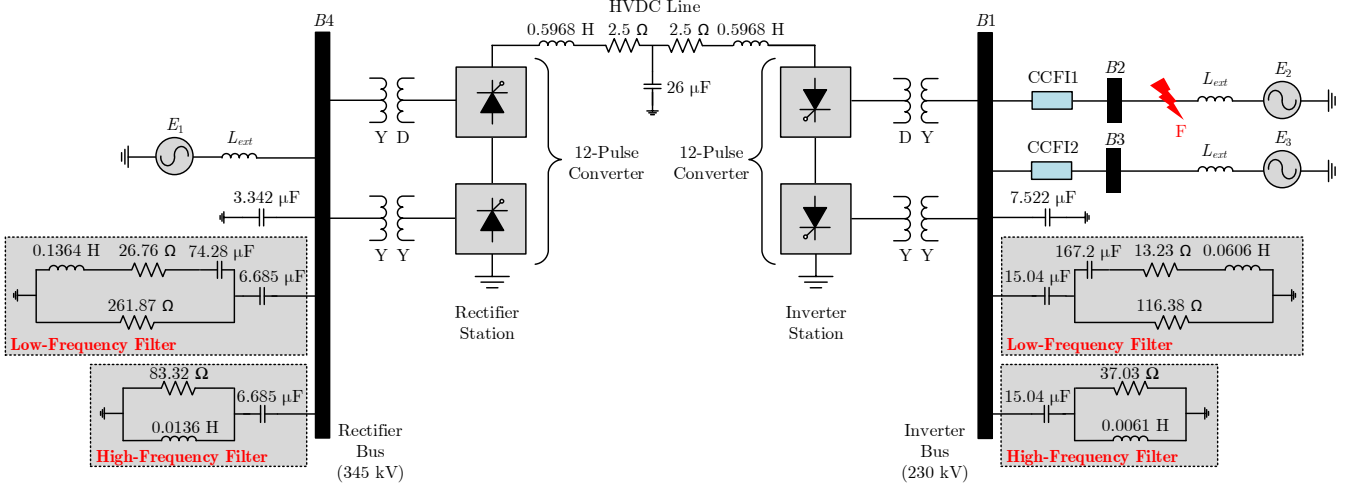 HVDC Line
0.5968 H
2.5 Ω
2.5 Ω
0.5968 H
26 μF
B4
E1
Lext
3.342 μF
Y D
Y Y
12-Pulse
Converter
Rectifier
Station
0.1364 H
26.76 Ω
74.28 μF
6.685 μF
261.87 Ω
Low-Frequency Filter
83.32 Ω
6.685 μF
0.0136 H
High-Frequency Filter
Rectifier
Bus
(345 kV)
12-Pulse
Converter
Inverter
Station
D Y
Y Y
B1
CCFI1
B2
F
Lext
E2
CCFI2
B3
Lext
E3
7.522 μF
167.2 μF
13.23 Ω
0.0606 H
15.04 μF
116.38 Ω
Low-Frequency Filter
37.03 Ω
15.04 μF
0.0061 H
High-Frequency Filter
Inverter
Bus
(230 kV)